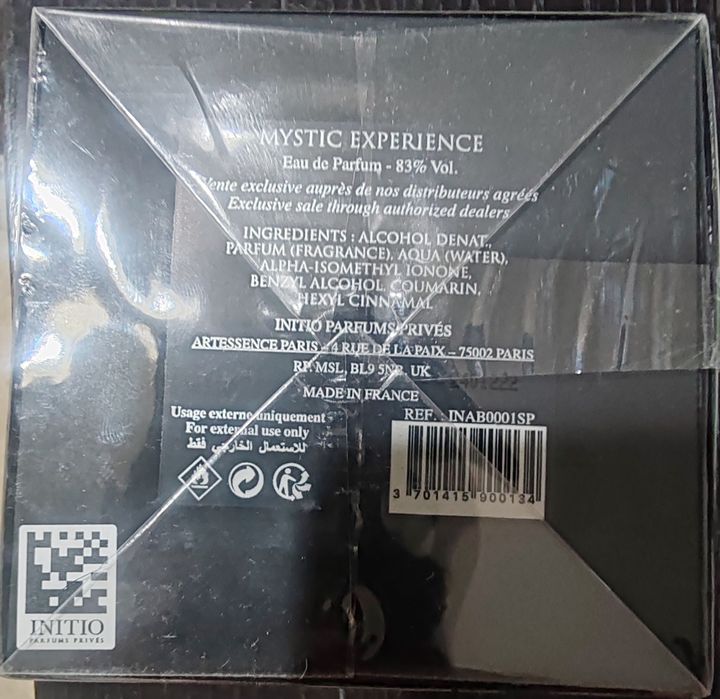 MYSTIC EXPERIENCE
Eau de Parfum - 83% Vol.
Vente exclusive auprès de nos distributeurs agréés
Exclusive sale through authorized dealers
INGREDIENTS : ALCOHOL DENAT.,
PARFUM (FRAGRANCE), AQUA (WATER),
ALPHA-ISOMETHYL IONONE,
BENZYL ALCOHOL, COUMARIN,
HEXYL CINNAMAL
INITIO PARFUMS PRIVÉS
ARTESSENCE PARIS – 4 RUE DE LA PAIX – 75002 PARIS
MSL, BL9 UK
MADE IN FRANCE
Usage externe uniquement
For external use only
للاستعمال الخارجي فقط
REF. : INAB0001SP
3 701415 900134
INITIO
PARFUMS PRIVÉS